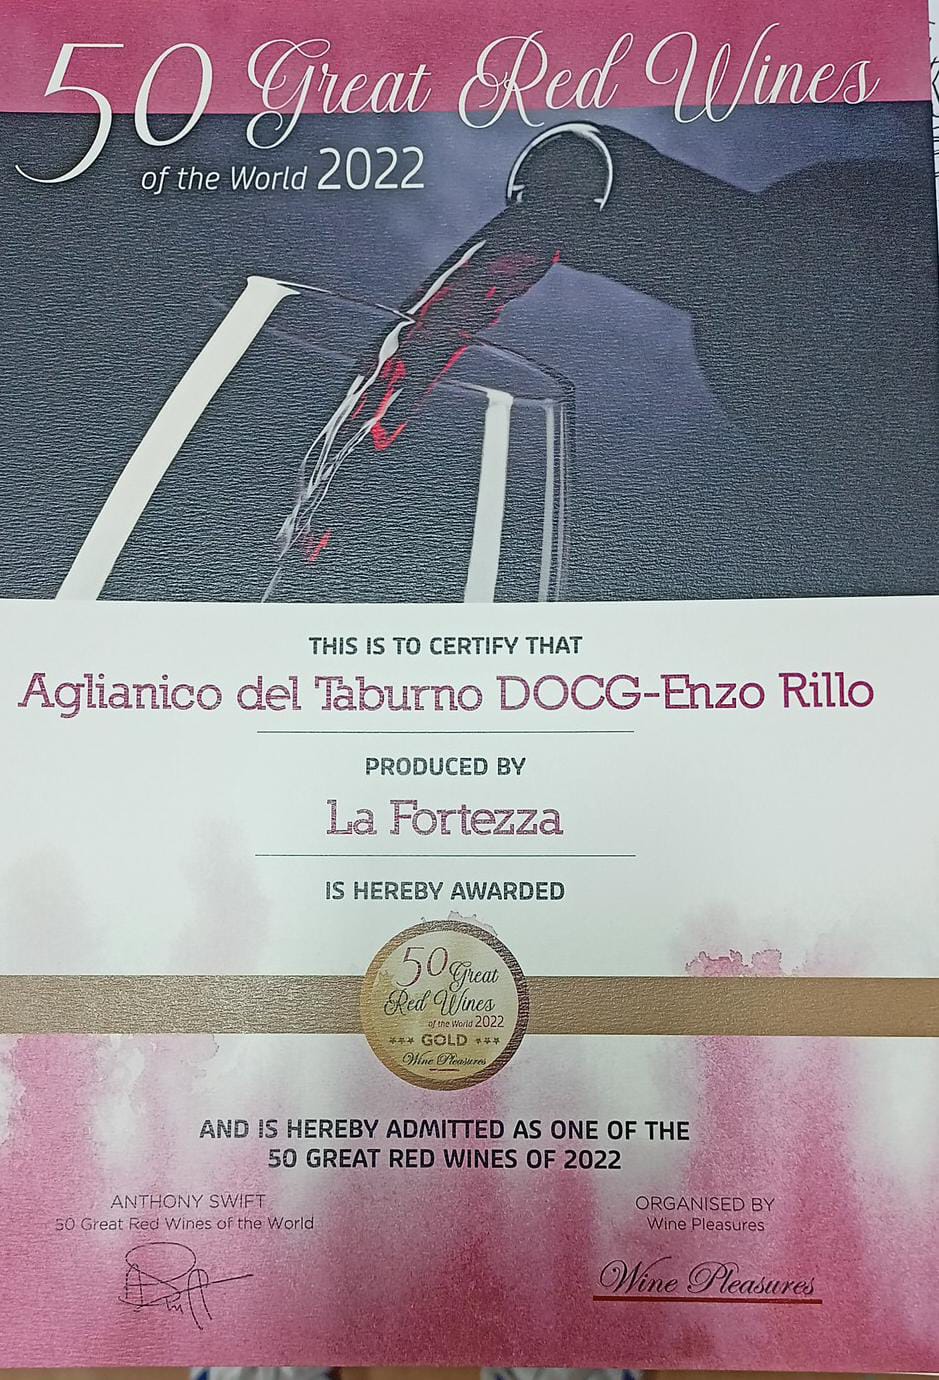 50 Great Red Wines
of the World 2022
THIS IS TO CERTIFY THAT
Aglianico del Taburno DOCG-Enzo Rillo
PRODUCED BY
La Fortezza
IS HEREBY AWARDED
50 Great
Red Wines
of the World 2022
GOLD
Wine Pleasures
AND IS HEREBY ADMITTED AS ONE OF THE
50 GREAT RED WINES OF 2022
ANTHONY SWIFT
50 Great Red Wines of the World
ORGANISED BY
Wine Pleasures
Wine Pleasures